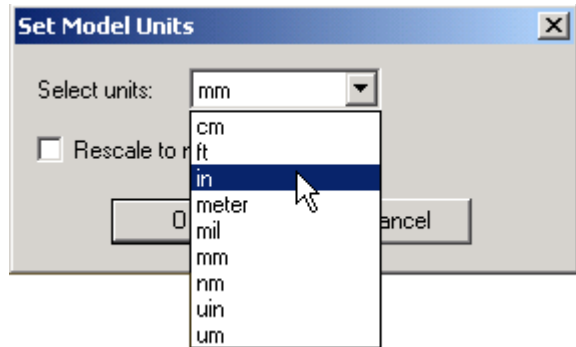 Set Model Units
Select units: mm
cm
Rescale to r ft
in
meter
O ancel
mil
mm
nm
uin
um